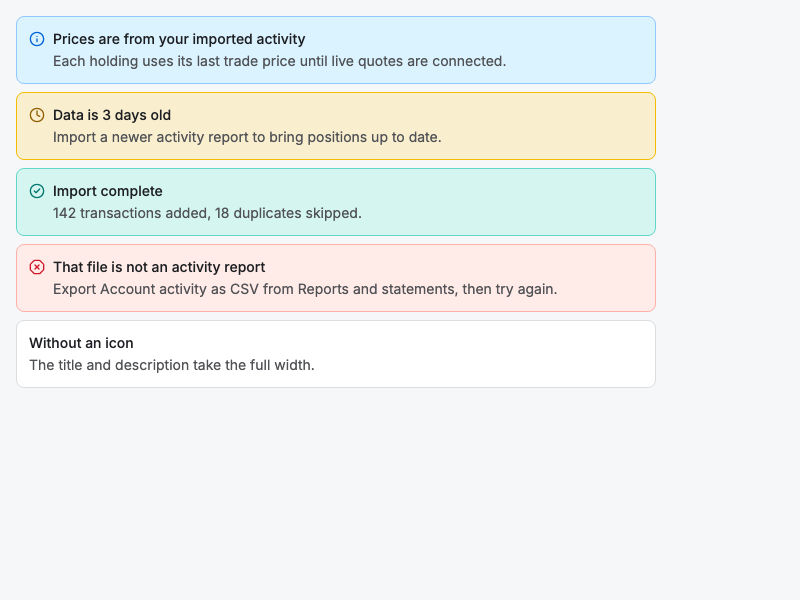 Prices are from your imported activity
Each holding uses its last trade price until live quotes are connected.
Data is 3 days old
Import a newer activity report to bring positions up to date.
Import complete
142 transactions added, 18 duplicates skipped.
That file is not an activity report
Export Account activity as CSV from Reports and statements, then try again.
Without an icon
The title and description take the full width.